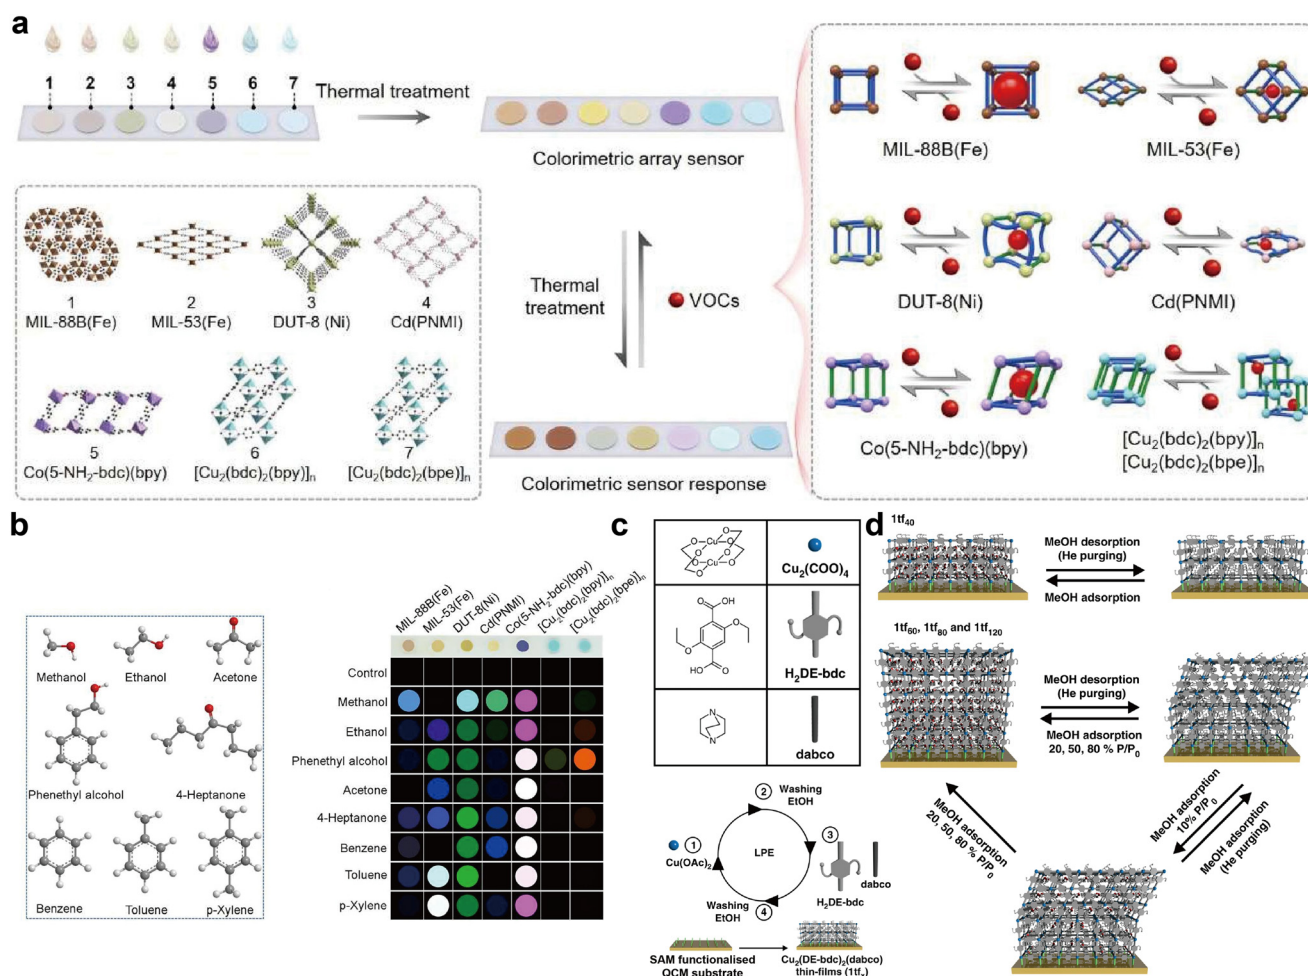 a
1 2 3 4 5 6 7
Thermal treatment
Colorimetric array sensor
1
MIL-88B(Fe)
2
MIL-53(Fe)
3
DUT-8 (Ni)
4
Cd(PNMI)
5
Co(5-NH₂-bdc)(bpy)
6
[Cu₂(bdc)₂(bpy)]ₙ
7
[Cu₂(bdc)₂(bpe)]ₙ
Thermal
treatment
VOCs
Colorimetric sensor response
MIL-88B(Fe)
MIL-53(Fe)
DUT-8(Ni)
Cd(PNMI)
Co(5-NH₂-bdc)(bpy)
[Cu₂(bdc)₂(bpy)]ₙ
[Cu₂(bdc)₂(bpe)]ₙ
b
Methanol
Ethanol
Acetone
Phenethyl alcohol
4-Heptanone
Benzene
Toluene
p-Xylene
MIL-88B(Fe)
MIL-53(Fe)
DUT-8(Ni)
Cd(PNMI)
Co(5-NH₂-bdc)(bpy)
[Cu₂(bdc)₂(bpy)]ₙ
[Cu₂(bdc)₂(bpe)]ₙ
Control
Methanol
Ethanol
Phenethyl alcohol
Acetone
4-Heptanone
Benzene
Toluene
p-Xylene
c
O O
O Cu O
O Cu O
O O
Cu₂(COO)₄
O OH
O
O
O OH
H₂DE-bdc
N
N
dabco
2 Washing
EtOH
1
Cu(OAc)₂
LPE
3
dabco
H₂DE-bdc
Washing
EtOH
4
SAM functionalised
QCM substrate
Cu₂(DE-bdc)₂(dabco)
thin-films (1tfₓ)
d
1tf₄₀
MeOH desorption
(He purging)
MeOH adsorption
1tf₆₀, 1tf₈₀ and 1tf₁₂₀
MeOH desorption
(He purging)
MeOH adsorption
20, 50, 80 % P/P₀
MeOH adsorption
20, 50, 80 % P/P₀
MeOH adsorption
10% P/P₀
MeOH adsorption
(He purging)